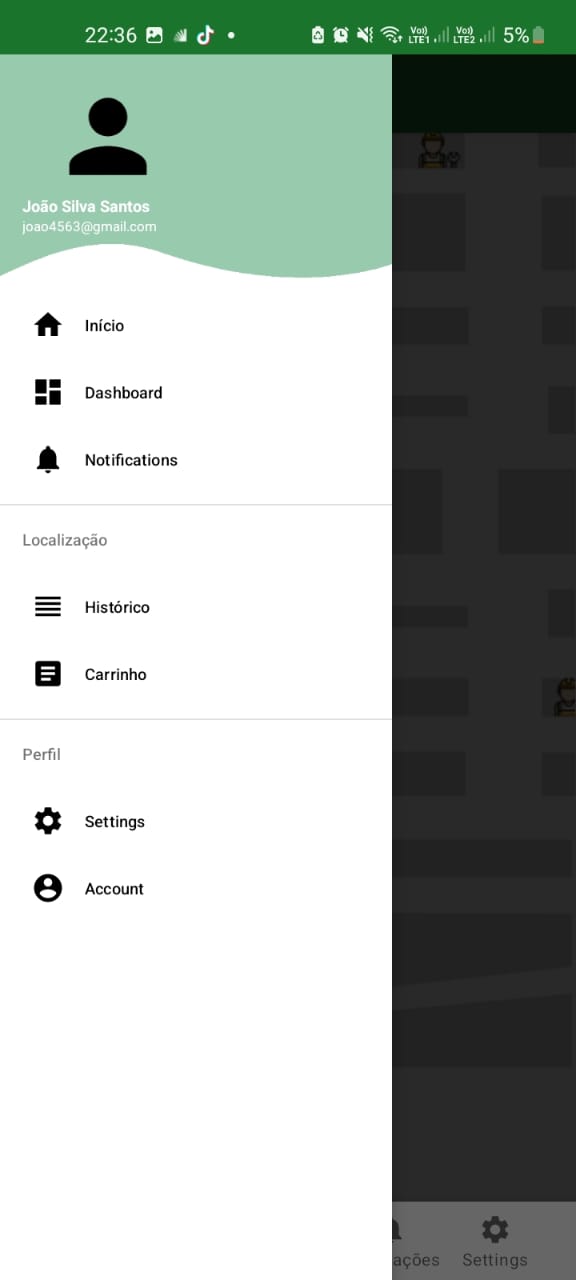 22:36
Vo) LTE1
Vo) LTE2
5%
João Silva Santos
joao4563@gmail.com
Início
Dashboard
Notifications
Localização
Histórico
Carrinho
Perfil
Settings
Account
ações
Settings